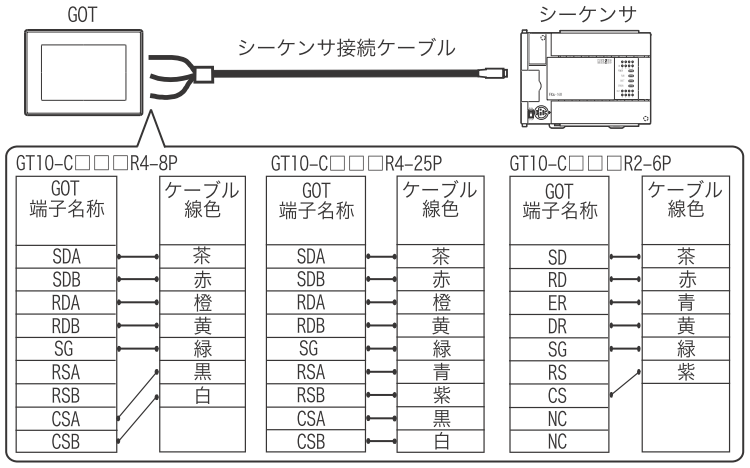 GOT
シーケンサ
シーケンサ接続ケーブル
GT10-C□□□R4-8P
GOT
端子名称
ケーブル
線色
SDA 茶
SDB 赤
RDA 橙
RDB 黄
SG 緑
RSA 黒
RSB 白
CSA
CSB
GT10-C□□□R4-25P
GOT
端子名称
ケーブル
線色
SDA 茶
SDB 赤
RDA 橙
RDB 黄
SG 緑
RSA 青
RSB 紫
CSA 黒
CSB 白
GT10-C□□□R2-6P
GOT
端子名称
ケーブル
線色
SD 茶
RD 赤
ER 青
DR 黄
SG 緑
RS 紫
CS
NC
NC